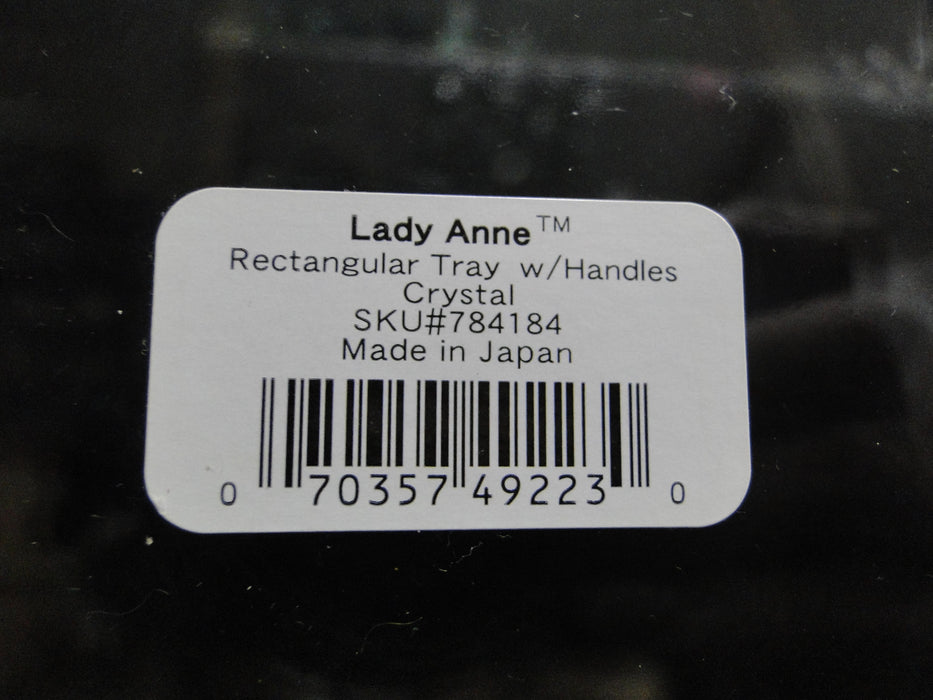 Lady Anne™
Rectangular Tray w/Handles
Crystal
SKU#784184
Made in Japan
0 70357 49223 0